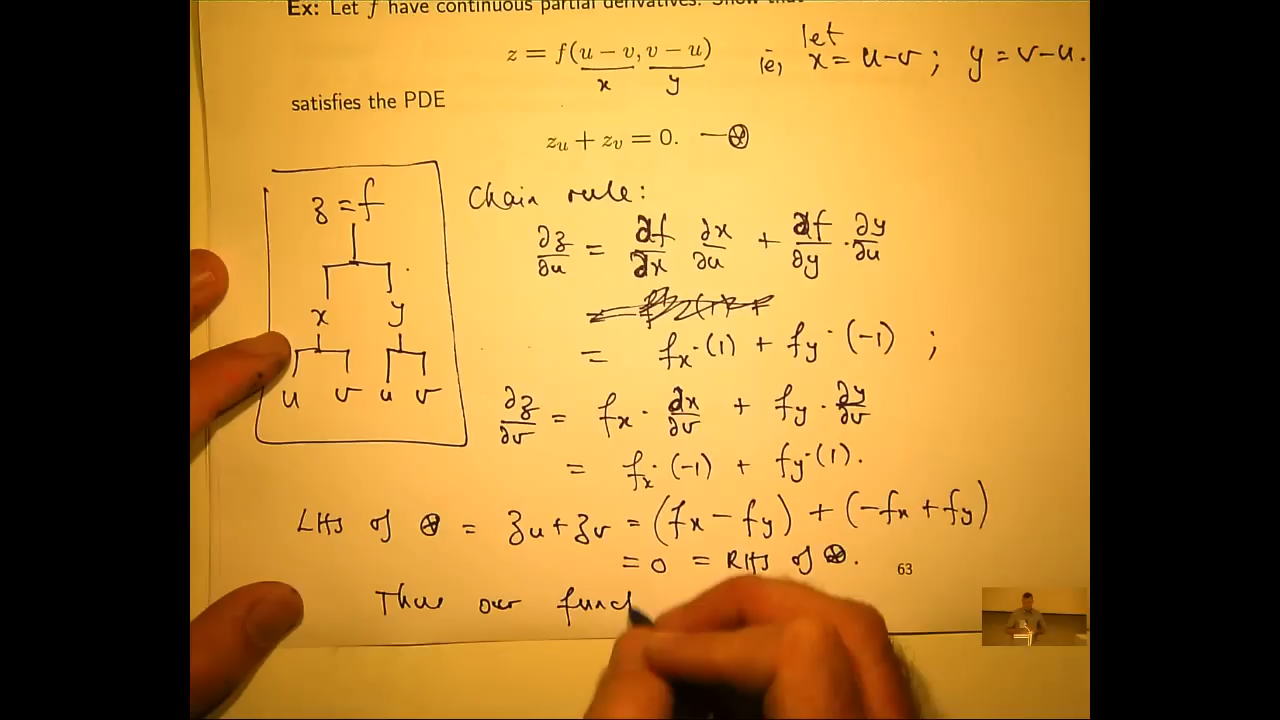 Ex: Let f have continuous partial derivatives. Show that
z = f(u − v, v − u) ie, let x = u-v ; y = v-u.
x y
satisfies the PDE
z_u + z_v = 0. —⊛
z = f
x y
u v u v
Chain rule:
∂z/∂u = ∂f/∂x ∂x/∂u + ∂f/∂y · ∂y/∂u
= f_x · (1) + f_y · (-1) ;
∂z/∂v = f_x · ∂x/∂v + f_y · ∂y/∂v
= f_x · (-1) + f_y · (1).
LHS of ⊛ = z_u + z_v = (f_x - f_y) + (-f_x + f_y)
= 0 = RHS of ⊛.
63
Thus our funct